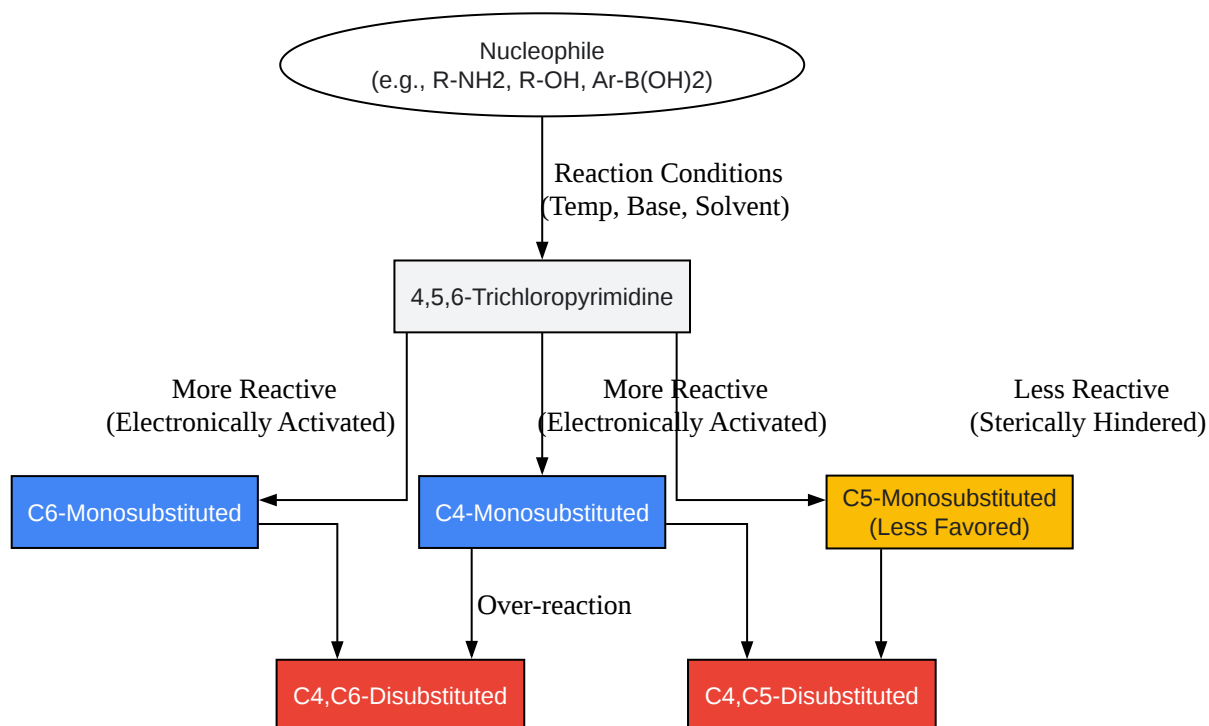 Nucleophile
(e.g., R-NH2, R-OH, Ar-B(OH)2)
Reaction Conditions
(Temp, Base, Solvent)
4,5,6-Trichloropyrimidine
More Reactive
(Electronically Activated)
More Reactive
(Electronically Activated)
Less Reactive
(Sterically Hindered)
C6-Monosubstituted
C4-Monosubstituted
C5-Monosubstituted
(Less Favored)
Over-reaction
C4,C6-Disubstituted
C4,C5-Disubstituted